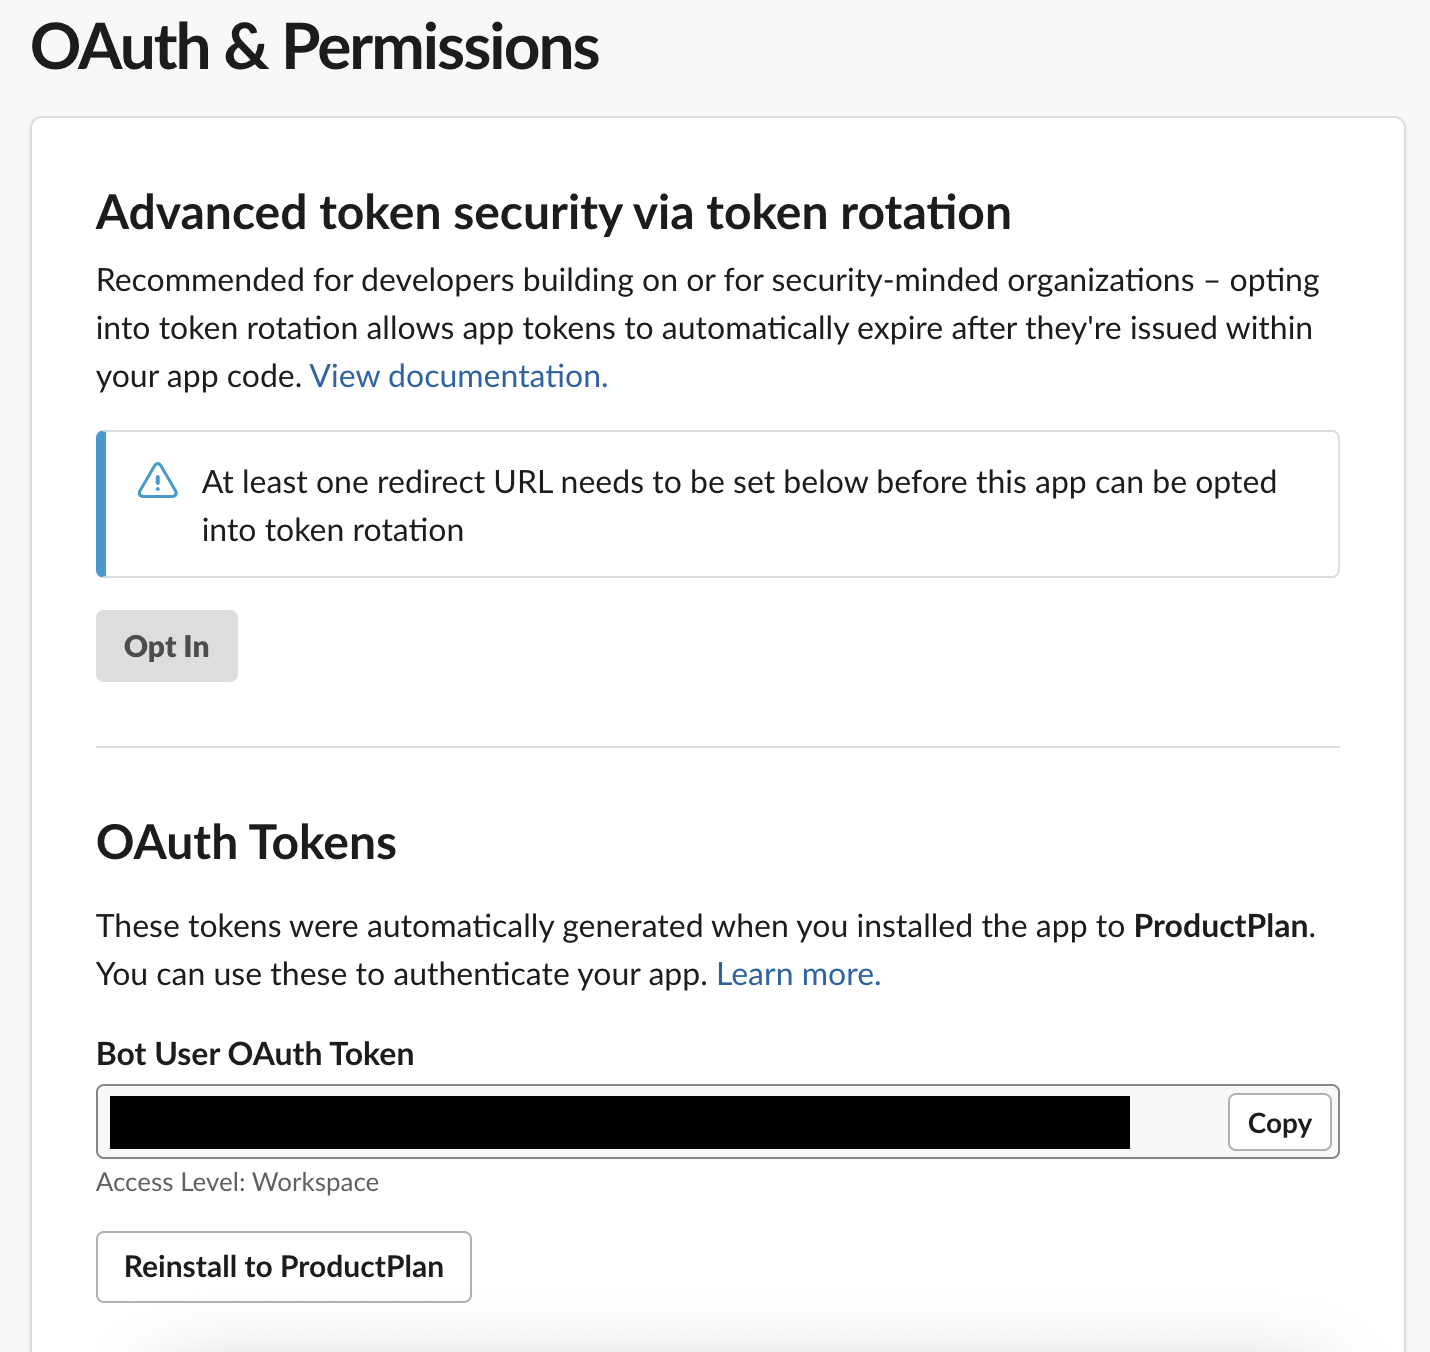 OAuth & Permissions
Advanced token security via token rotation
Recommended for developers building on or for security-minded organizations – opting
into token rotation allows app tokens to automatically expire after they're issued within
your app code. View documentation.
At least one redirect URL needs to be set below before this app can be opted
into token rotation
Opt In
OAuth Tokens
These tokens were automatically generated when you installed the app to ProductPlan.
You can use these to authenticate your app. Learn more.
Bot User OAuth Token
Copy
Access Level: Workspace
Reinstall to ProductPlan